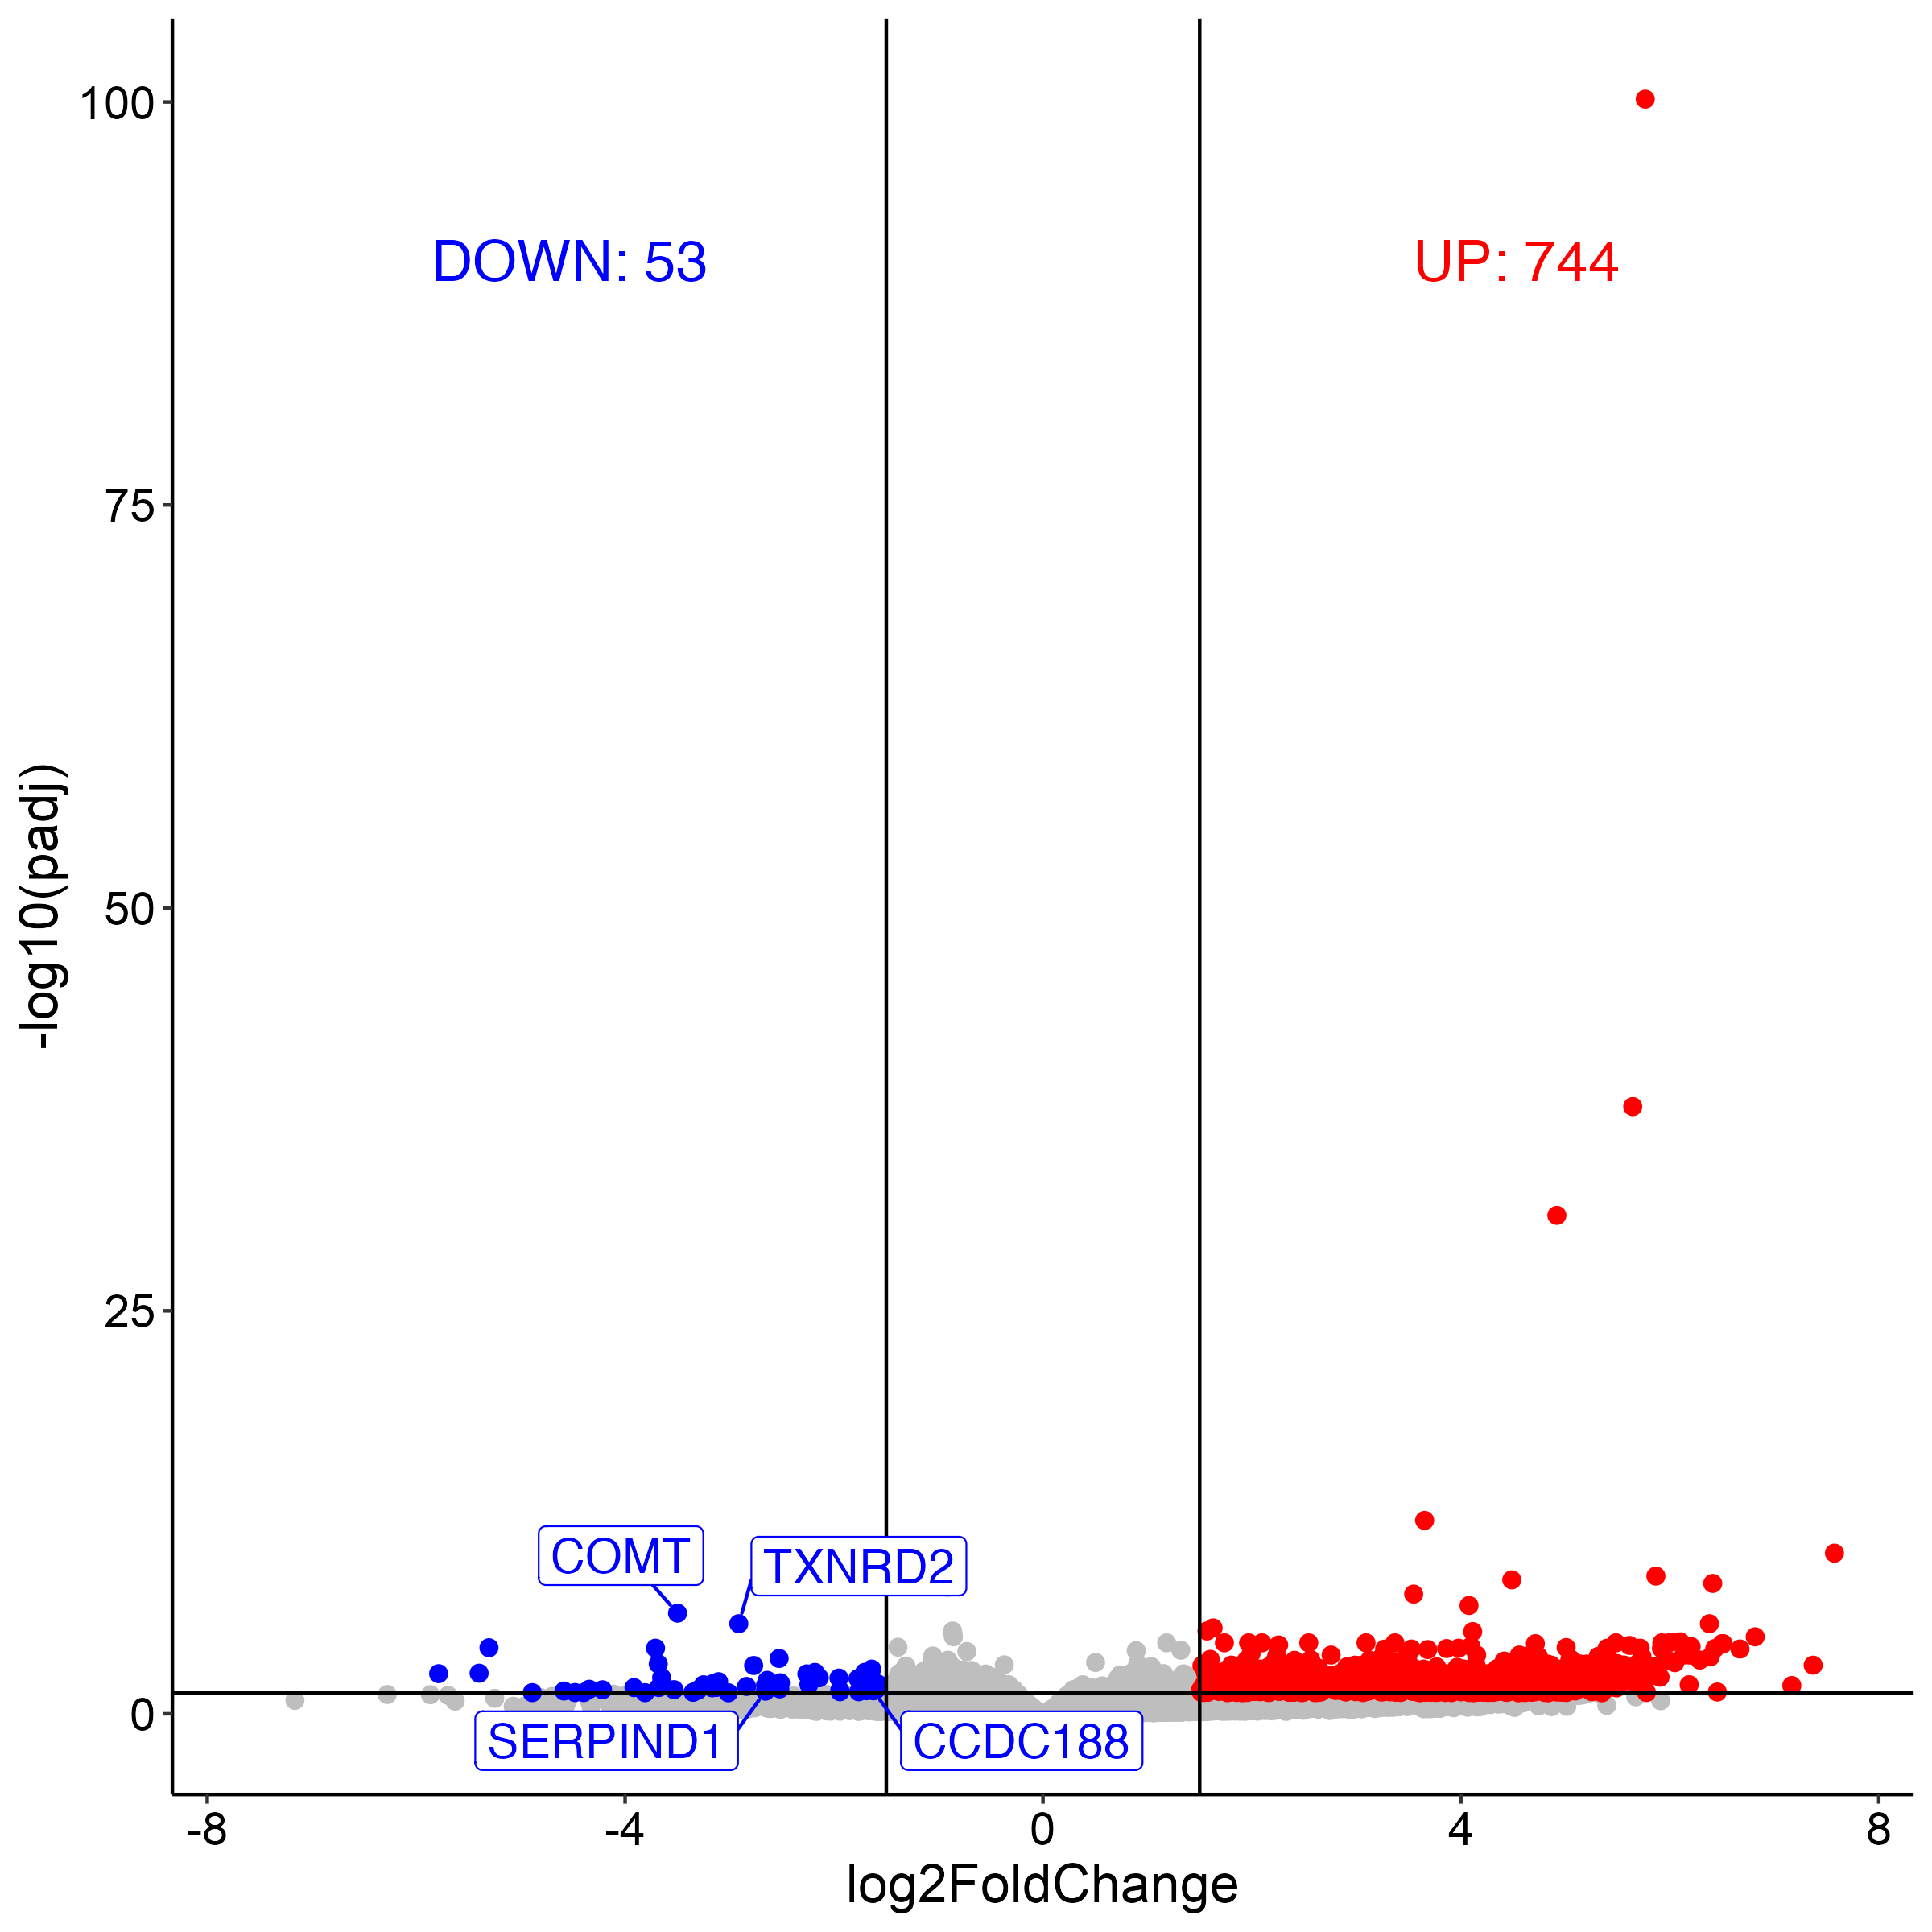 100
DOWN: 53
UP: 744
75
-log10(padj)
50
25
COMT
TXNRD2
0
SERPIND1
CCDC188
-8
-4
0
4
8
log2FoldChange